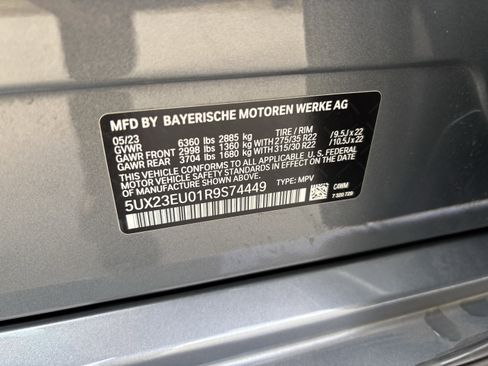 MFD BY BAYERISCHE MOTOREN WERKE AG
05/23 TIRE / RIM
GVWR 6360 lbs 2885 kg
GAWR FRONT 2998 lbs 1360 kg WITH 275/35 R22 / 9.5J x 22
GAWR REAR 3704 lbs 1680 kg WITH 315/30 R22 / 10.5J x 22
THIS VEHICLE CONFORMS TO ALL APPLICABLE U. S. FEDERAL
MOTOR VEHICLE SAFETY STANDARDS IN EFFECT ON THE DATE OF
MANUFACTURE SHOWN ABOVE.
5UX23EU01R9S74449 TYPE: MPV
7 320 729